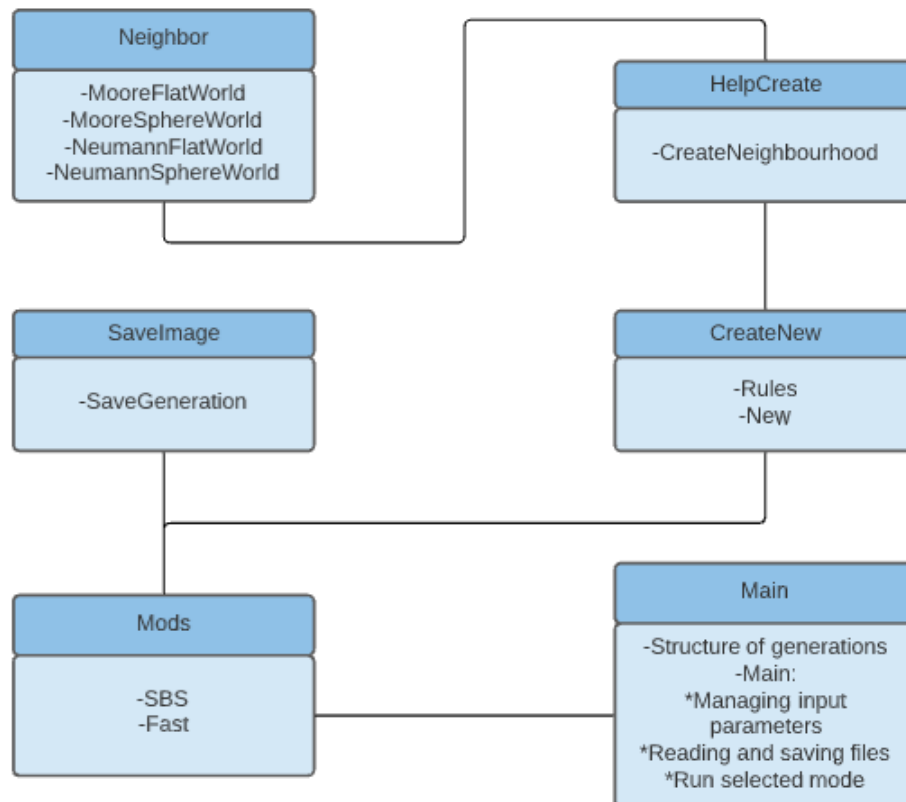 Neighbor
-MooreFlatWorld
-MooreSphereWorld
-NeumannFlatWorld
-NeumannSphereWorld
HelpCreate
-CreateNeighbourhood
SaveImage
-SaveGeneration
CreateNew
-Rules
-New
Mods
-SBS
-Fast
Main
-Structure of generations
-Main:
*Managing input
parameters
*Reading and saving files
*Run selected mode